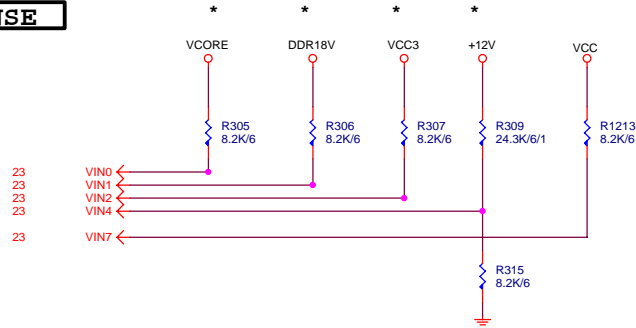 NSE
* * * *
VCORE DDR18V VCC3 +12V VCC
R305 R306 R307 R309 R1213
8.2K/6 8.2K/6 8.2K/6 24.3K/6/1 8.2K/6
23 VIN0
23 VIN1
23 VIN2
23 VIN4
23 VIN7
R315
8.2K/6